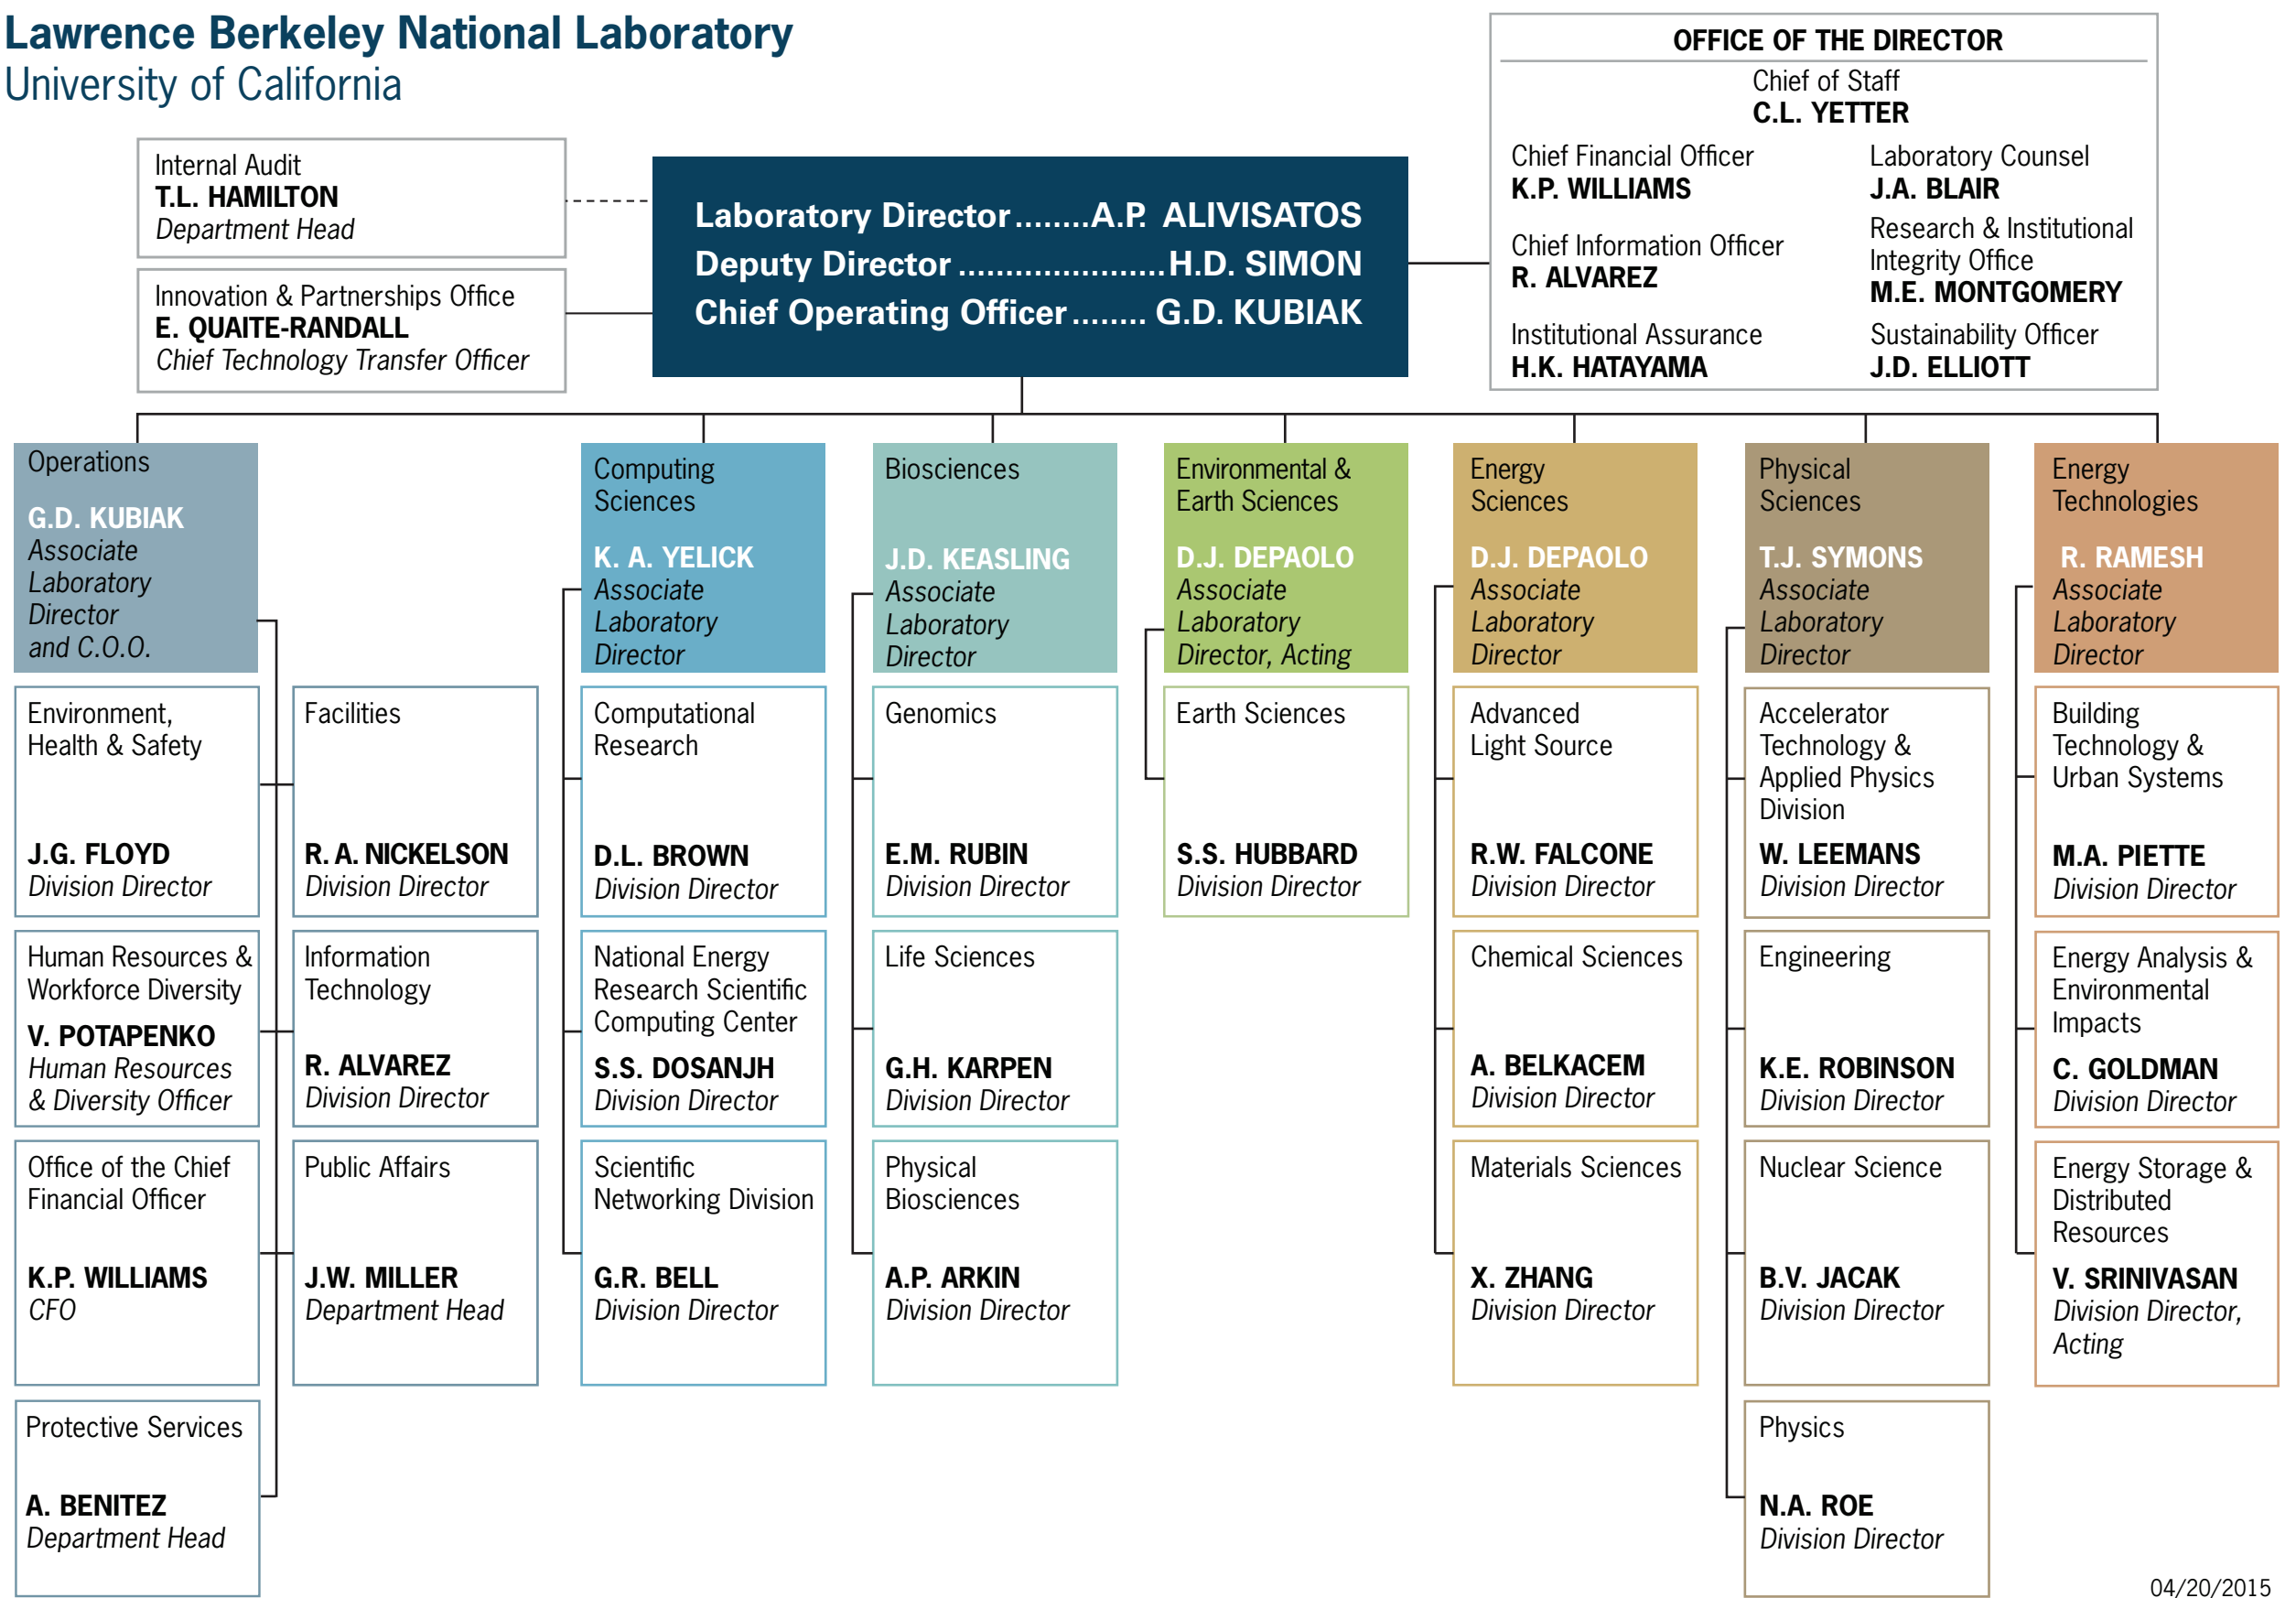 Lawrence Berkeley National Laboratory
University of California
OFFICE OF THE DIRECTOR
Chief of Staff
C.L. YETTER
Chief Financial Officer
K.P. WILLIAMS
Chief Information Officer
R. ALVAREZ
Institutional Assurance
H.K. HATAYAMA
Laboratory Counsel
J.A. BLAIR
Research & Institutional
Integrity Office
M.E. MONTGOMERY
Sustainability Officer
J.D. ELLIOTT
Internal Audit
T.L. HAMILTON
Department Head
Innovation & Partnerships Office
E. QUAITE-RANDALL
Chief Technology Transfer Officer
Laboratory Director........A.P. ALIVISATOS
Deputy Director......................H.D. SIMON
Chief Operating Officer........ G.D. KUBIAK
Operations
G.D. KUBIAK
Associate
Laboratory
Director
and C.O.O.
Environment,
Health & Safety
J.G. FLOYD
Division Director
Human Resources &
Workforce Diversity
V. POTAPENKO
Human Resources
& Diversity Officer
Office of the Chief
Financial Officer
K.P. WILLIAMS
CFO
Protective Services
A. BENITEZ
Department Head
Facilities
R. A. NICKELSON
Division Director
Information
Technology
R. ALVAREZ
Division Director
Public Affairs
J.W. MILLER
Department Head
Computing
Sciences
K. A. YELICK
Associate
Laboratory
Director
Computational
Research
D.L. BROWN
Division Director
National Energy
Research Scientific
Computing Center
S.S. DOSANJH
Division Director
Scientific
Networking Division
G.R. BELL
Division Director
Biosciences
J.D. KEASLING
Associate
Laboratory
Director
Genomics
E.M. RUBIN
Division Director
Life Sciences
G.H. KARPEN
Division Director
Physical
Biosciences
A.P. ARKIN
Division Director
Environmental &
Earth Sciences
D.J. DEPAOLO
Associate
Laboratory
Director, Acting
Earth Sciences
S.S. HUBBARD
Division Director
Energy
Sciences
D.J. DEPAOLO
Associate
Laboratory
Director
Advanced
Light Source
R.W. FALCONE
Division Director
Chemical Sciences
A. BELKACEM
Division Director
Materials Sciences
X. ZHANG
Division Director
Physical
Sciences
T.J. SYMONS
Associate
Laboratory
Director
Accelerator
Technology &
Applied Physics
Division
W. LEEMANS
Division Director
Engineering
K.E. ROBINSON
Division Director
Nuclear Science
B.V. JACAK
Division Director
Physics
N.A. ROE
Division Director
Energy
Technologies
R. RAMESH
Associate
Laboratory
Director
Building
Technology &
Urban Systems
M.A. PIETTE
Division Director
Energy Analysis &
Environmental
Impacts
C. GOLDMAN
Division Director
Energy Storage &
Distributed
Resources
V. SRINIVASAN
Division Director,
Acting
04/20/2015